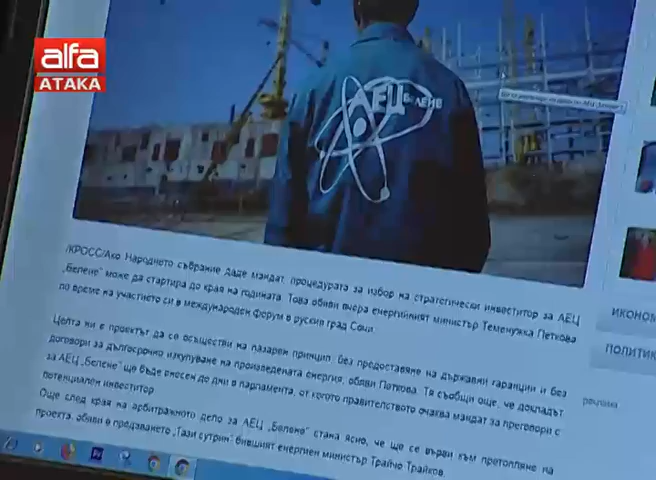 alfa
АТАКА
АЕЦ БЕЛЕНЕ
/КРОСС/Ако Народното събрание даде мандат, процедурата за избор на стратегически инвеститор за АЕЦ
„Белене" може да стартира до края на годината. Това обяви вчера енергийният министър Теменужка Петкова
по време на участието си в международен форум в руския град Сочи.
Целта ни е проектът да се осъществи на пазарен принцип, без предоставяне на държавни гаранции и без
договори за дългосрочно изкупуване на произведената енергия, обяви Петкова. Тя съобщи още, че докладът
за АЕЦ „Белене" ще бъде внесен до дни в парламента, от когото правителството очаква мандат за преговори с
потенциален инвеститор.
Още след края на арбитражното дело за АЕЦ „Белене" стана ясно, че ще се върви към претопляне на
проекта, обяви в предаването „Тази сутрин" бившият енергиен министър Трайчо Трайков.
ИКОНОМ
ПОЛИТИК
реклама